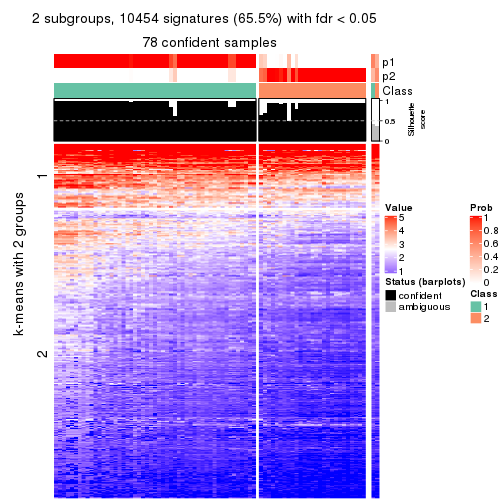 2 subgroups, 10454 signatures (65.5%) with fdr < 0.05
78 confident samples
p1
p2
Class
1
0.5
0
Silhouette
score
k-means with 2 groups
1
2
Value
5
4
3
2
1
Status (barplots)
confident
ambiguous
Prob
1
0.8
0.6
0.4
0.2
0
Class
1
2